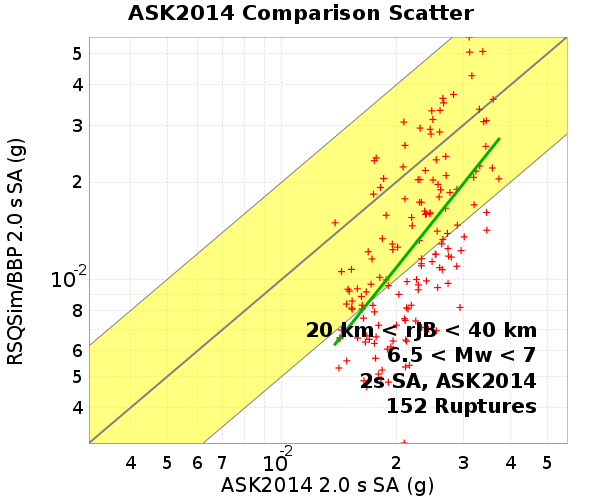 ASK2014 Comparison Scatter
RSQSim/BBP 2.0 s SA (g)
5
4
3
2
10-2
8
6
5
4
20 km < rJB < 40 km
6.5 < Mw < 7
2s SA, ASK2014
152 Ruptures
4 5 6 7 10-2 2 3 4 5
ASK2014 2.0 s SA (g)